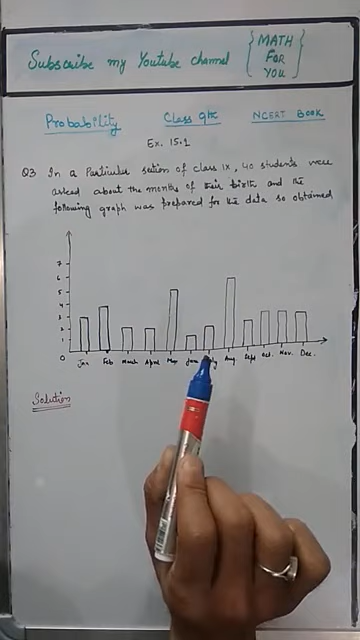 Subscribe my Youtube channel { MATH FOR YOU }
Probability Class 9th NCERT BOOK
Ex. 15.1
Q3 In a Particular section of class IX, 40 students were
asked about the months of their birth and the
following graph was prepared for the data so obtained
7
6
5
4
3
2
1
0
Jan Feb March April May June July Aug. Sept Oct. Nov. Dec.
Solution